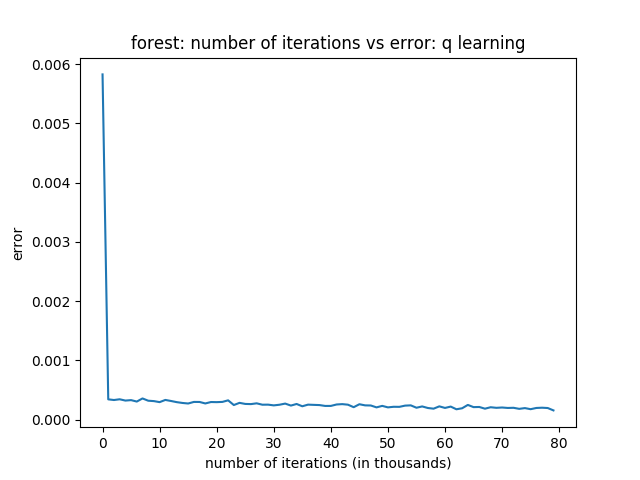 forest: number of iterations vs error: q learning
0.006
0.005
0.004
0.003
0.002
0.001
0.000
error
0 10 20 30 40 50 60 70 80
number of iterations (in thousands)